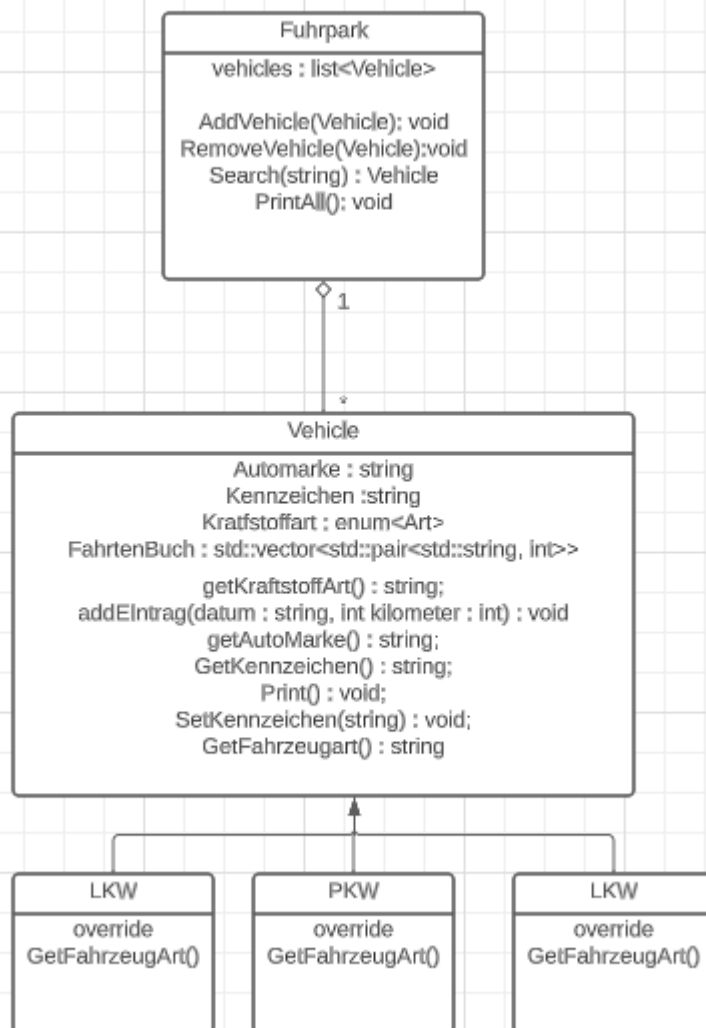 Fuhrpark
vehicles : list<Vehicle>
AddVehicle(Vehicle): void
RemoveVehicle(Vehicle):void
Search(string) : Vehicle
PrintAll(): void
1
*
Vehicle
Automarke : string
Kennzeichen :string
Kratfstoffart : enum<Art>
FahrtenBuch : std::vector<std::pair<std::string, int>>
getKraftstoffArt() : string;
addEIntrag(datum : string, int kilometer : int) : void
getAutoMarke() : string;
GetKennzeichen() : string;
Print() : void;
SetKennzeichen(string) : void;
GetFahrzeugart() : string
LKW
override
GetFahrzeugArt()
PKW
override
GetFahrzeugArt()
LKW
override
GetFahrzeugArt()